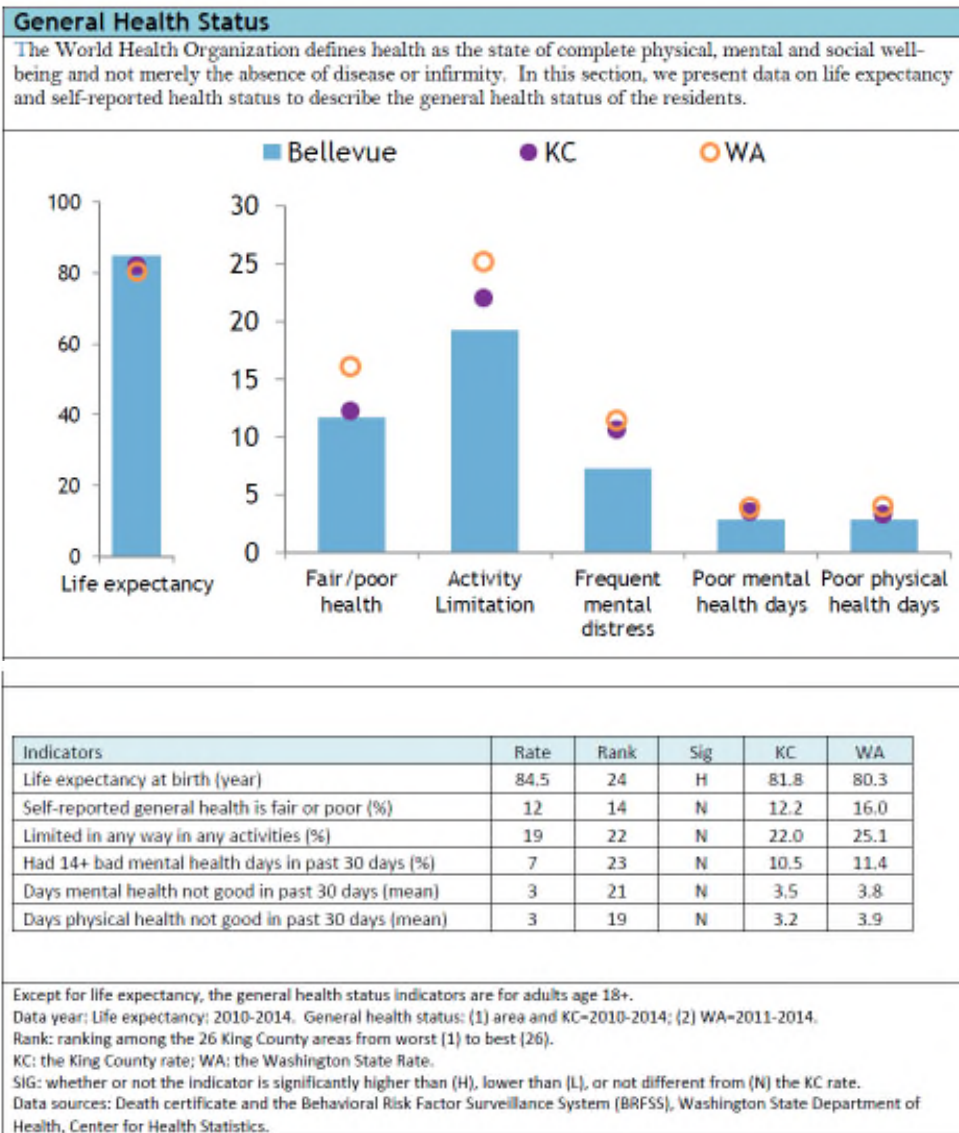 General Health Status
The World Health Organization defines health as the state of complete physical, mental and social well-
being and not merely the absence of disease or infirmity. In this section, we present data on life expectancy
and self-reported health status to describe the general health status of the residents.
Bellevue KC WA
100
80
60
40
20
0
Life expectancy
30
25
20
15
10
5
0
Fair/poor health
Activity Limitation
Frequent mental distress
Poor mental health days
Poor physical health days
Indicators Rate Rank Sig KC WA
Life expectancy at birth (year) 84.5 24 H 81.8 80.3
Self-reported general health is fair or poor (%) 12 14 N 12.2 16.0
Limited in any way in any activities (%) 19 22 N 22.0 25.1
Had 14+ bad mental health days in past 30 days (%) 7 23 N 10.5 11.4
Days mental health not good in past 30 days (mean) 3 21 N 3.5 3.8
Days physical health not good in past 30 days (mean) 3 19 N 3.2 3.9
Except for life expectancy, the general health status indicators are for adults age 18+.
Data year: Life expectancy: 2010-2014. General health status: (1) area and KC=2010-2014; (2) WA=2011-2014.
Rank: ranking among the 26 King County areas from worst (1) to best (26).
KC: the King County rate; WA: the Washington State Rate.
SIG: whether or not the indicator is significantly higher than (H), lower than (L), or not different from (N) the KC rate.
Data sources: Death certificate and the Behavioral Risk Factor Surveillance System (BRFSS), Washington State Department of
Health, Center for Health Statistics.